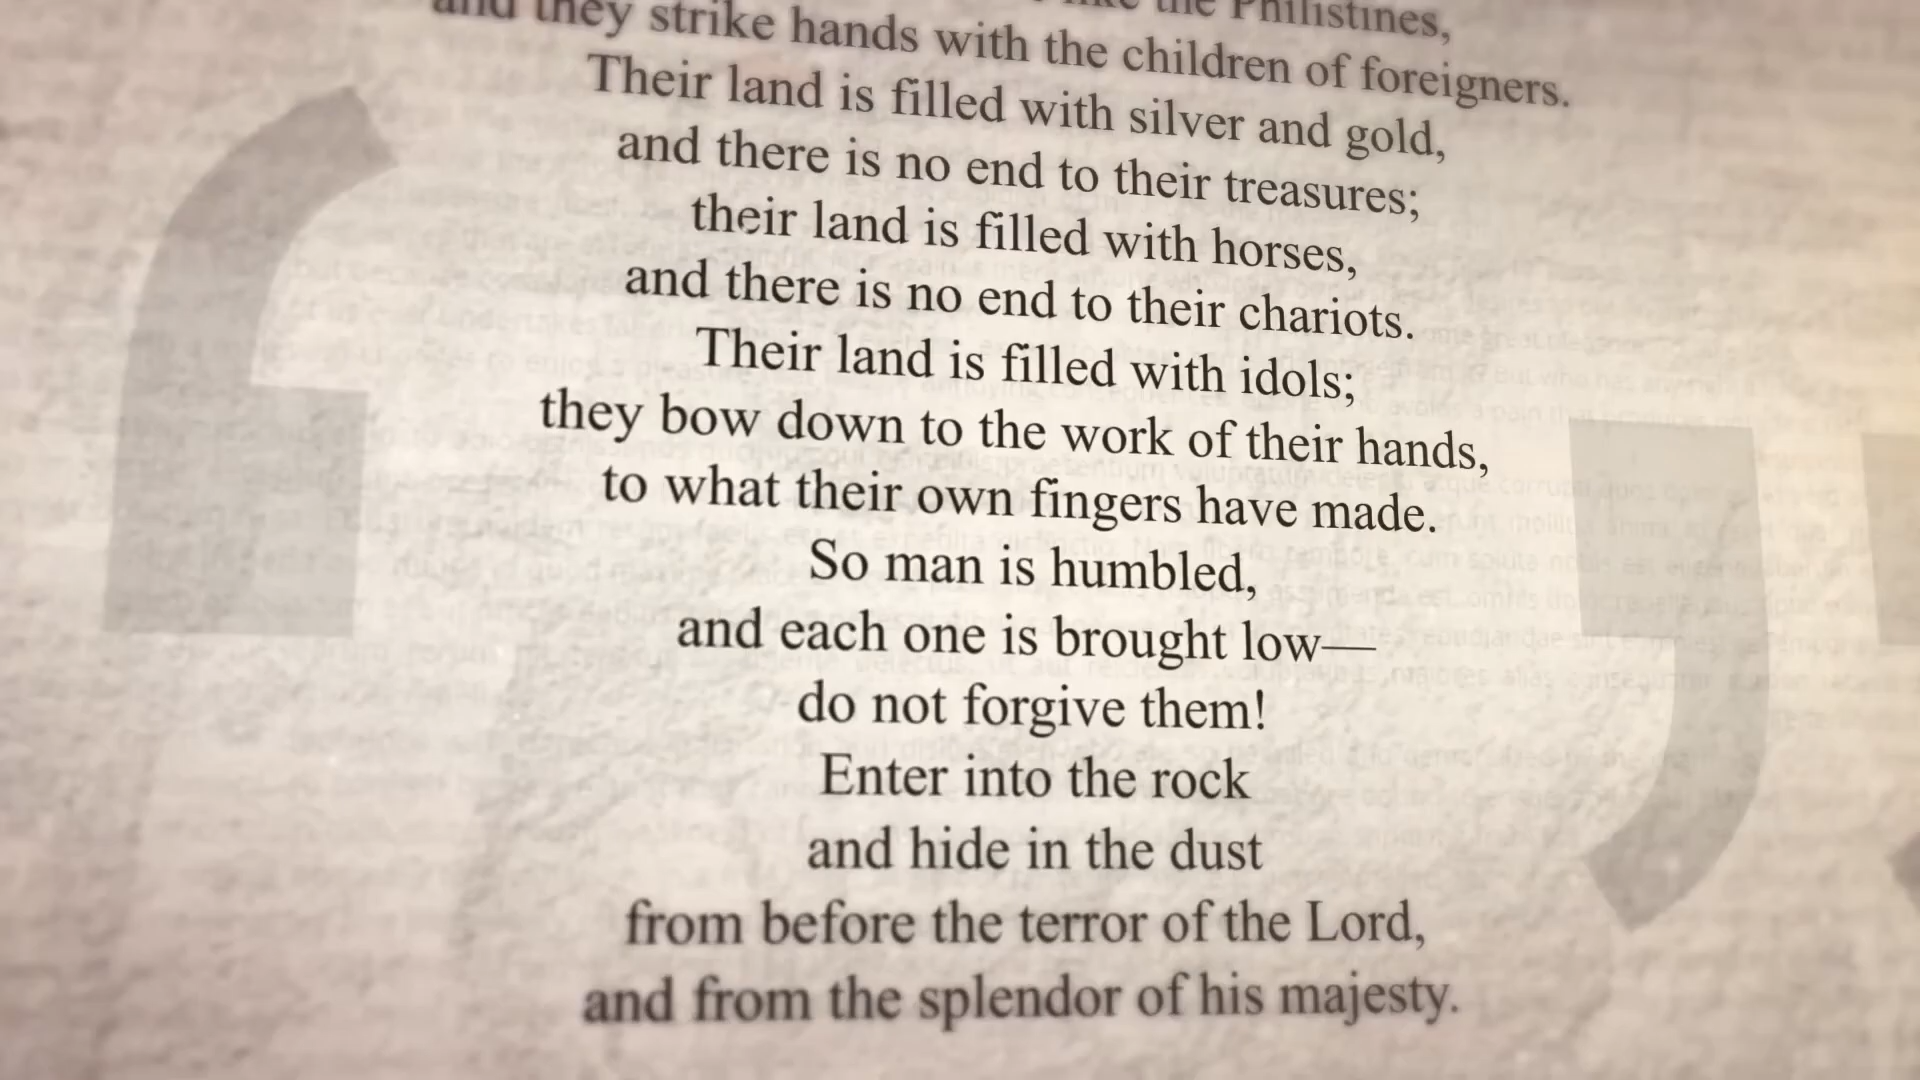 and they strike hands with the children of foreigners.
like the Philistines,
Their land is filled with silver and gold,
and there is no end to their treasures;
their land is filled with horses,
and there is no end to their chariots.
Their land is filled with idols;
they bow down to the work of their hands,
to what their own fingers have made.
So man is humbled,
and each one is brought low—
do not forgive them!
Enter into the rock
and hide in the dust
from before the terror of the Lord,
and from the splendor of his majesty.